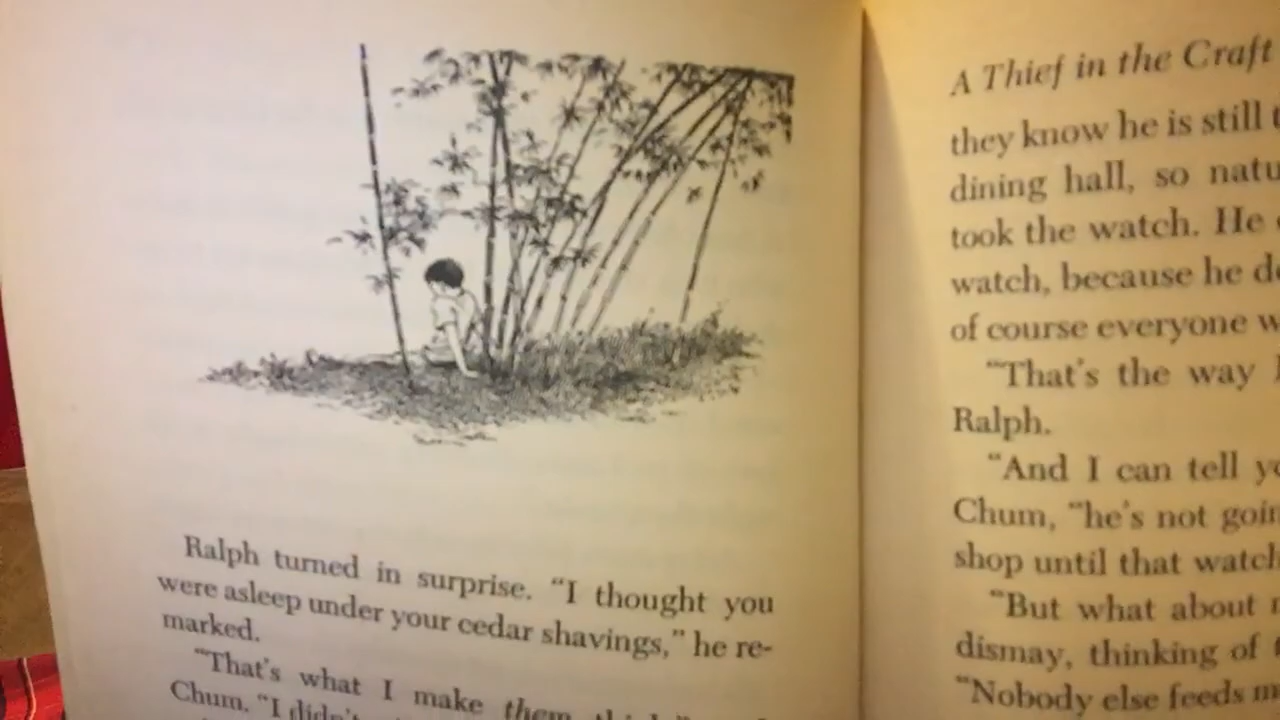 Ralph turned in surprise. "I thought you
were asleep under your cedar shavings," he re-
marked.
"That's what I make them think,"
Chum. "I didn't
A Thief in the Craft
they know he is still
dining hall, so
took the watch. He
watch, because he
of course everyone
"That's the way
Ralph.
"And I can tell
Chum, "he's not
shop until that
"But what about
dismay, thinking of
"Nobody else feeds